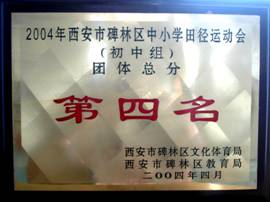 2004年西安市碑林区中小学田径运动会
(初中组)
团体总分
第四名
西安市碑林区文化体育局
西安市碑林区教育局
二00四年四月